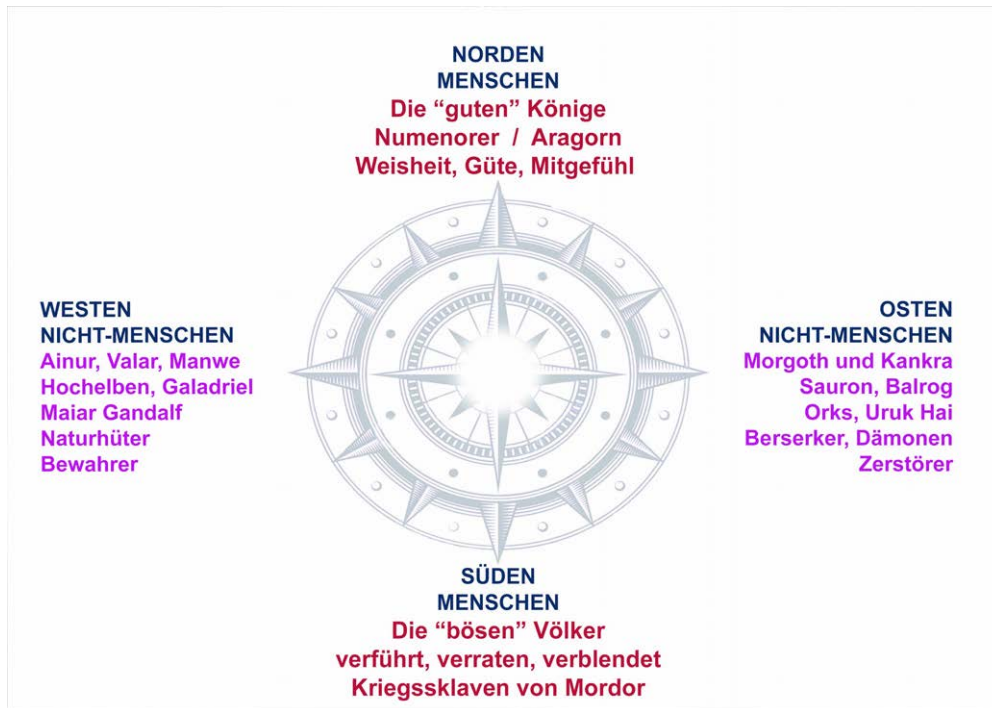 NORDEN
MENSCHEN
Die “guten” Könige
Numenorer / Aragorn
Weisheit, Güte, Mitgefühl
WESTEN
NICHT-MENSCHEN
Ainur, Valar, Manwe
Hochelben, Galadriel
Maiar Gandalf
Naturhüter
Bewahrer
OSTEN
NICHT-MENSCHEN
Morgoth und Kankra
Sauron, Balrog
Orks, Uruk Hai
Berserker, Dämonen
Zerstörer
SÜDEN
MENSCHEN
Die “bösen” Völker
verführt, verraten, verblendet
Kriegssklaven von Mordor